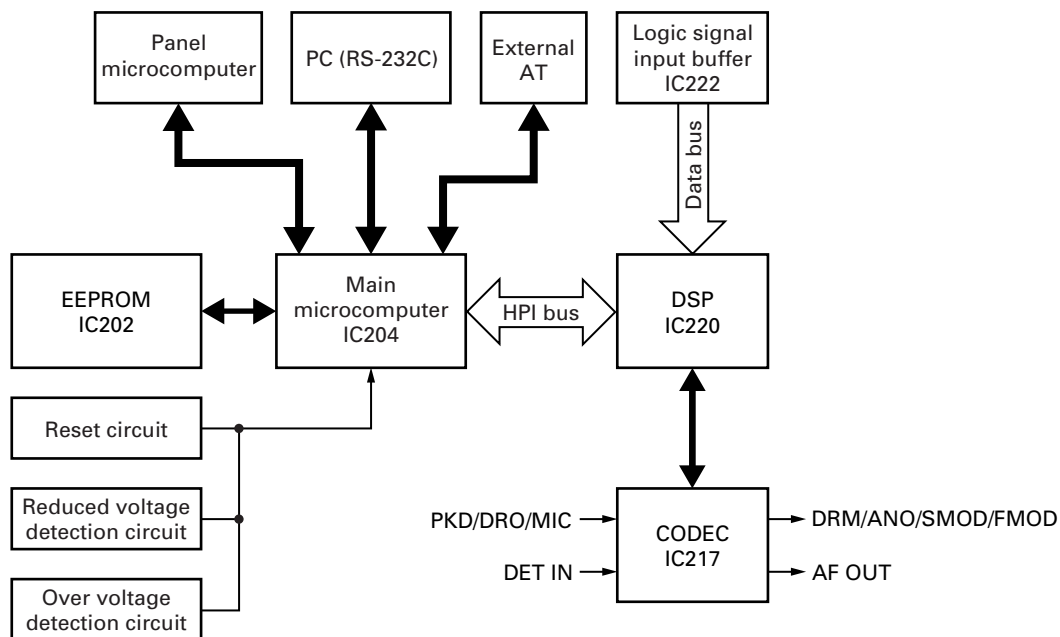 Panel
microcomputer
PC (RS-232C)
External
AT
Logic signal
input buffer
IC222
Data bus
EEPROM
IC202
Main
microcomputer
IC204
HPI bus
DSP
IC220
Reset circuit
Reduced voltage
detection circuit
Over voltage
detection circuit
PKD/DRO/MIC
DET IN
CODEC
IC217
DRM/ANO/SMOD/FMOD
AF OUT